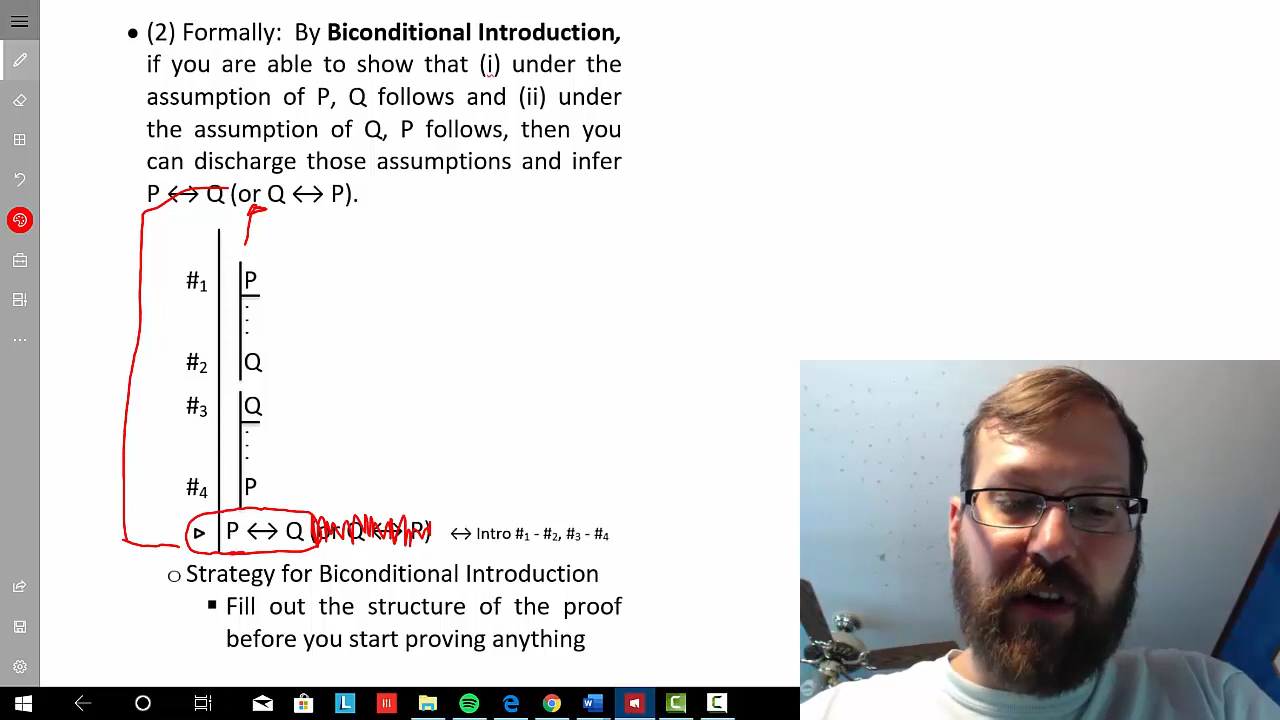 • (2) Formally: By Biconditional Introduction,
if you are able to show that (i) under the
assumption of P, Q follows and (ii) under
the assumption of Q, P follows, then you
can discharge those assumptions and infer
P ↔ Q (or Q ↔ P).
#1 P
#2 Q
#3 Q
#4 P
▷ P ↔ Q (or Q ↔ P) ↔ Intro #1 - #2, #3 - #4
o Strategy for Biconditional Introduction
▪ Fill out the structure of the proof
before you start proving anything